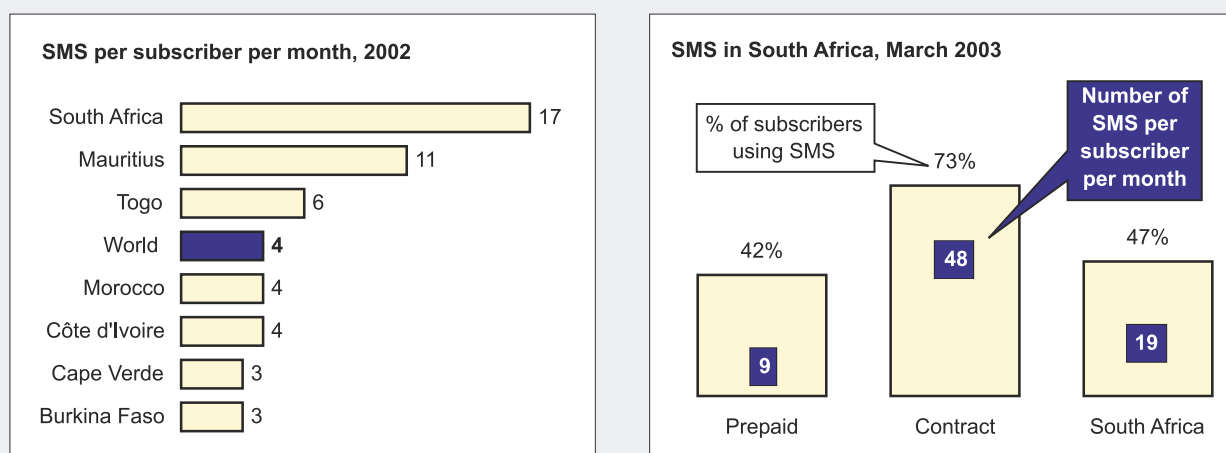 SMS per subscriber per month, 2002
South Africa 17
Mauritius 11
Togo 6
World 4
Morocco 4
Côte d'Ivoire 4
Cape Verde 3
Burkina Faso 3
SMS in South Africa, March 2003
% of subscribers
using SMS
Number of
SMS per
subscriber
per month
42%
73%
47%
9
48
19
Prepaid
Contract
South Africa